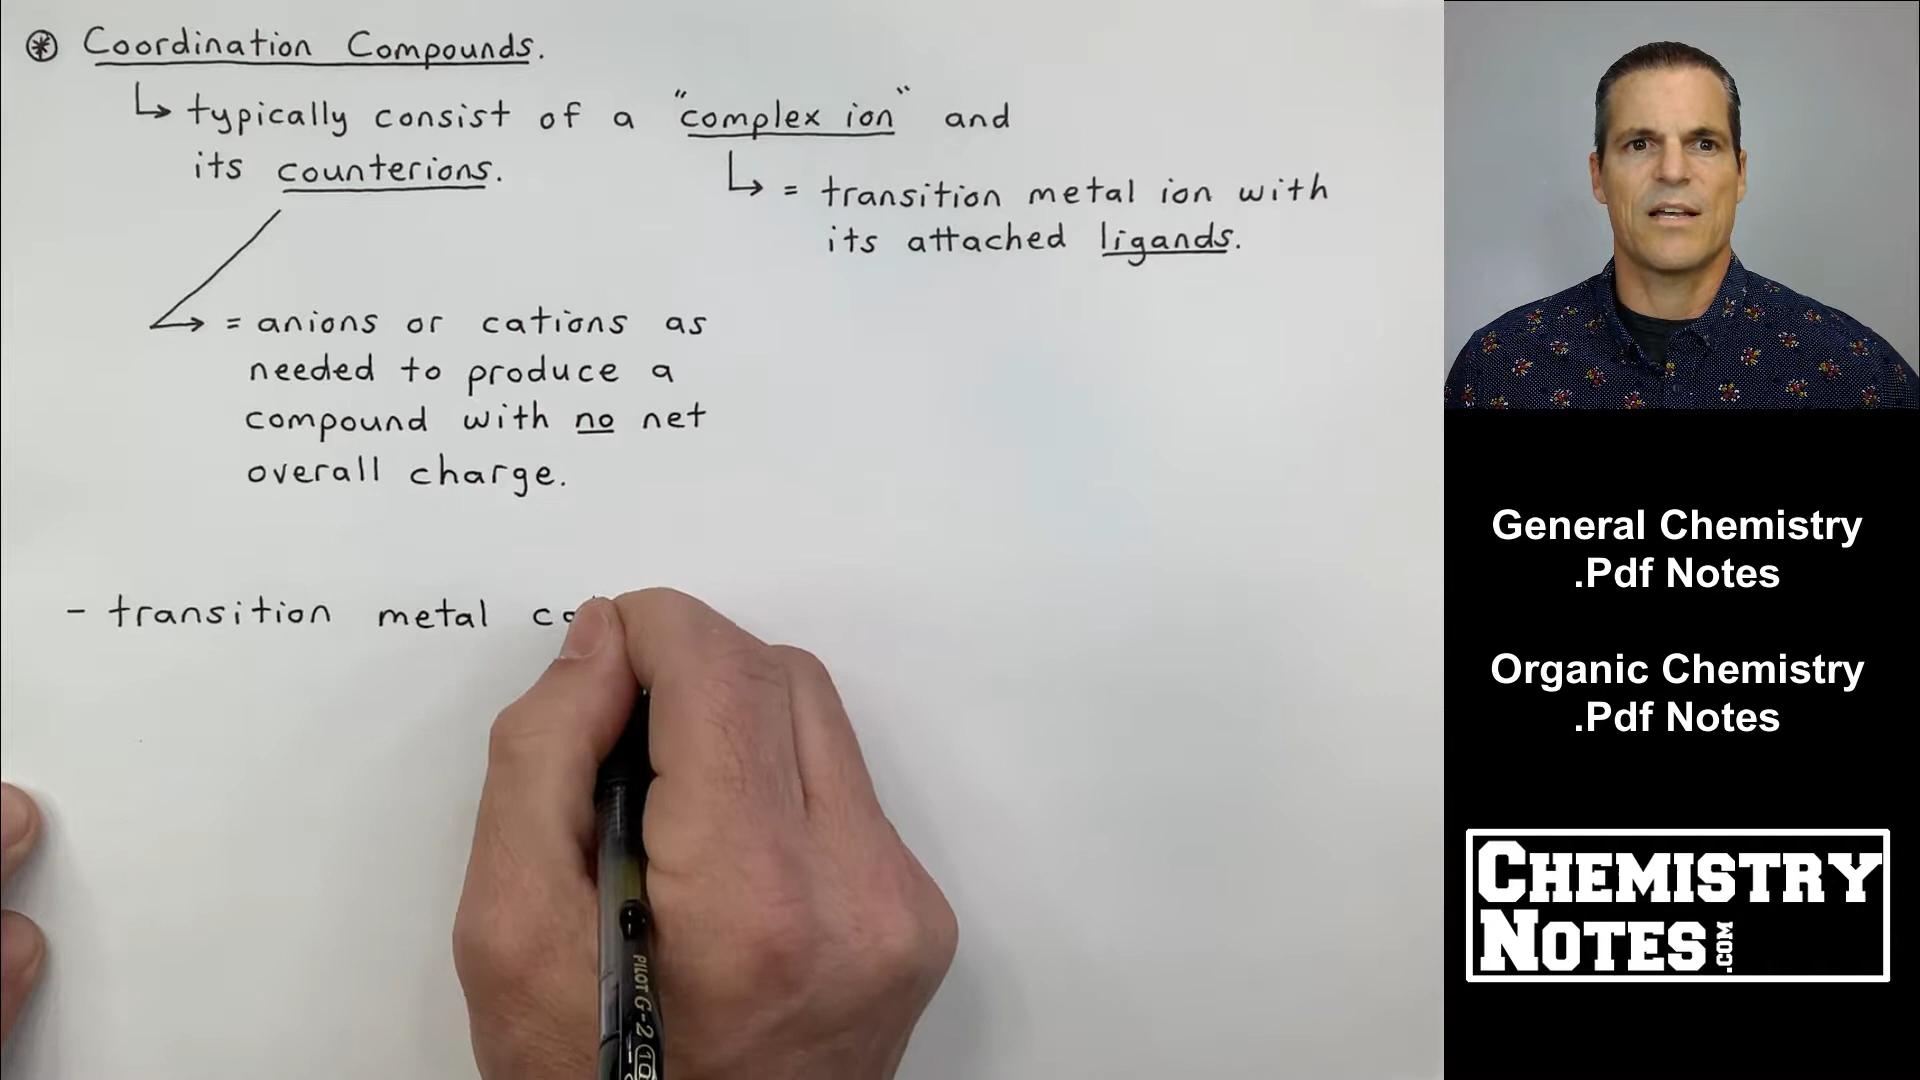 ⊛ Coordination Compounds.
↳ typically consist of a "complex ion" and
its counterions.
↳ = transition metal ion with
its attached ligands.
= anions or cations as
needed to produce a
compound with no net
overall charge.
- transition metal
PILOT G-2
General Chemistry
.Pdf Notes
Organic Chemistry
.Pdf Notes
CHEMISTRY
NOTES.COM